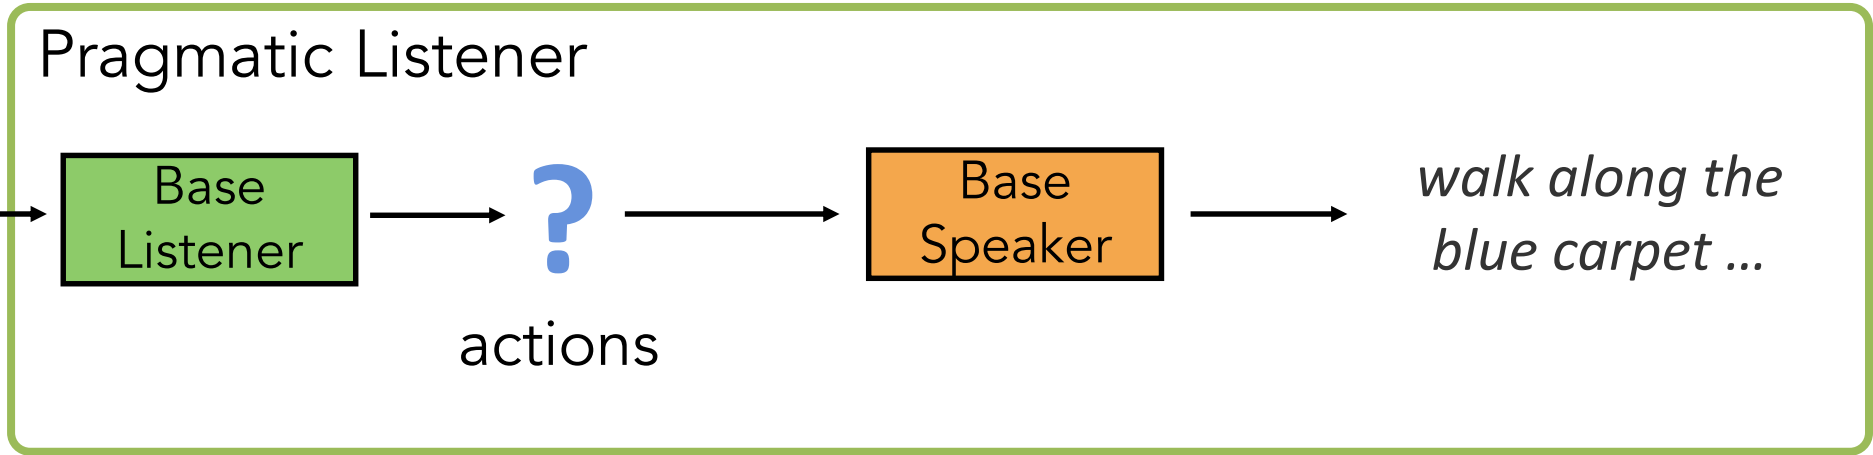 Pragmatic Listener
Base
Listener
?
actions
Base
Speaker
walk along the
blue carpet ...